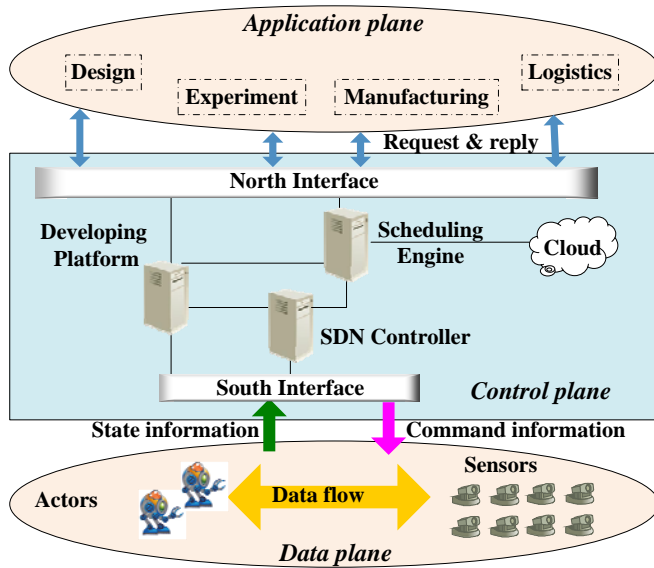 Application plane
Design
Logistics
Experiment
Manufacturing
Request & reply
North Interface
Developing
Platform
Scheduling
Engine
Cloud
SDN Controller
South Interface
Control plane
State information
Command information
Sensors
Actors
Data flow
Data plane